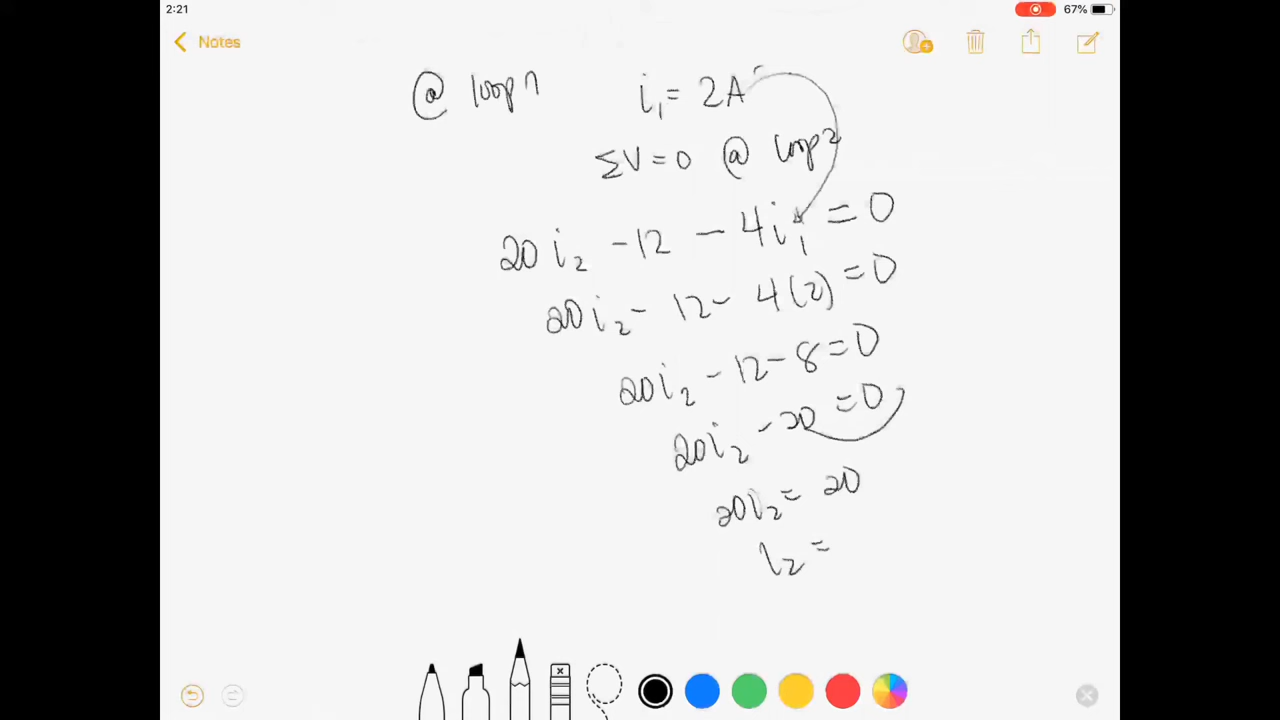 2:21
67%
Notes
@ loop 1 i₁ = 2A
ΣV = 0 @ loop 2
20 i₂ - 12 - 4i₁ = 0
20 i₂ - 12 - 4(2) = 0
20 i₂ - 12 - 8 = 0
20 i₂ - 20 = 0
20 i₂ = 20
i₂ =